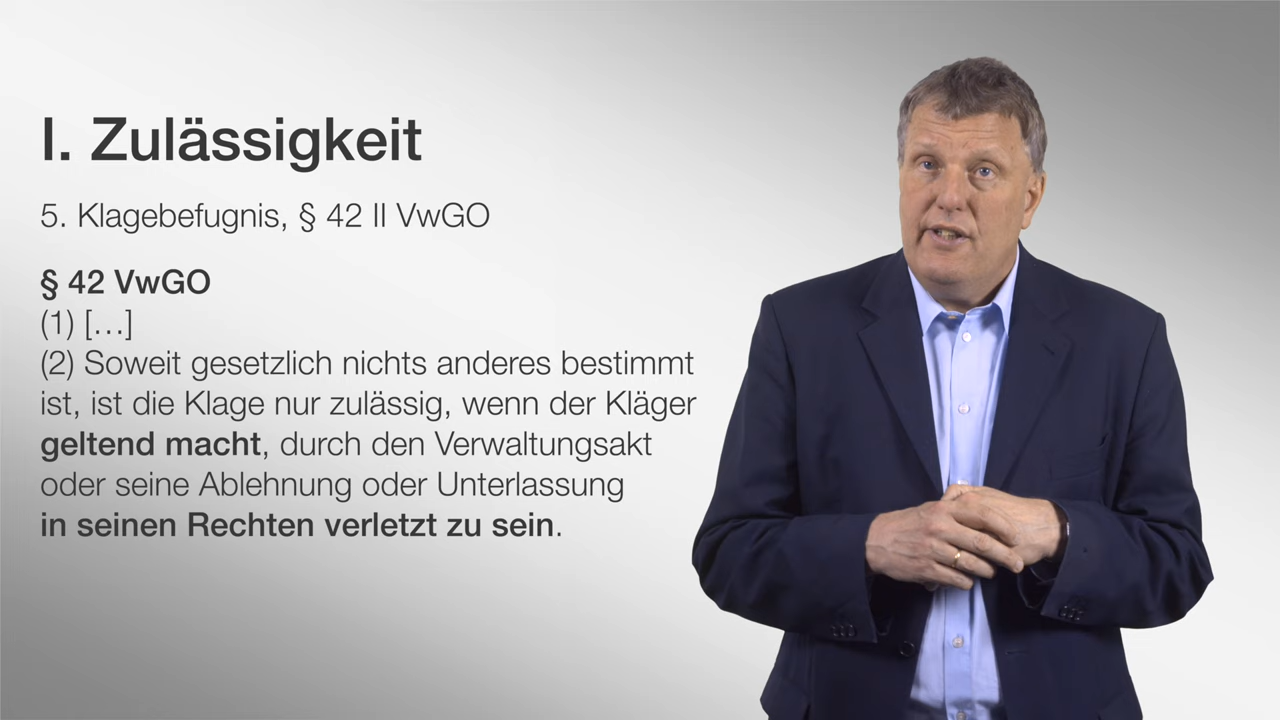 I. Zulässigkeit
5. Klagebefugnis, § 42 II VwGO
§ 42 VwGO
(1) […]
(2) Soweit gesetzlich nichts anderes bestimmt
ist, ist die Klage nur zulässig, wenn der Kläger
geltend macht, durch den Verwaltungsakt
oder seine Ablehnung oder Unterlassung
in seinen Rechten verletzt zu sein.